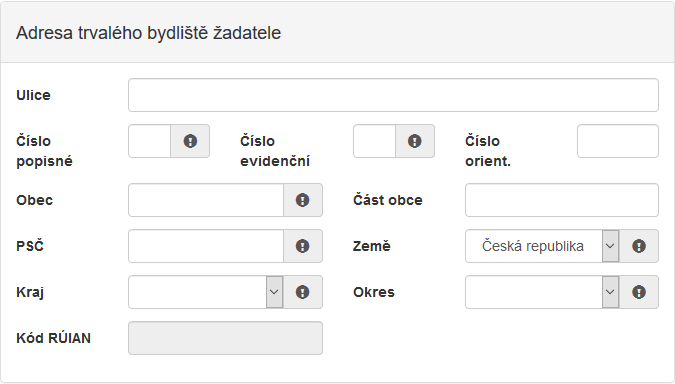 Adresa trvalého bydliště žadatele
Ulice
Číslo popisné
Číslo evidenční
Číslo orient.
Obec
Část obce
PSČ
Země
Česká republika
Kraj
Okres
Kód RÚIAN